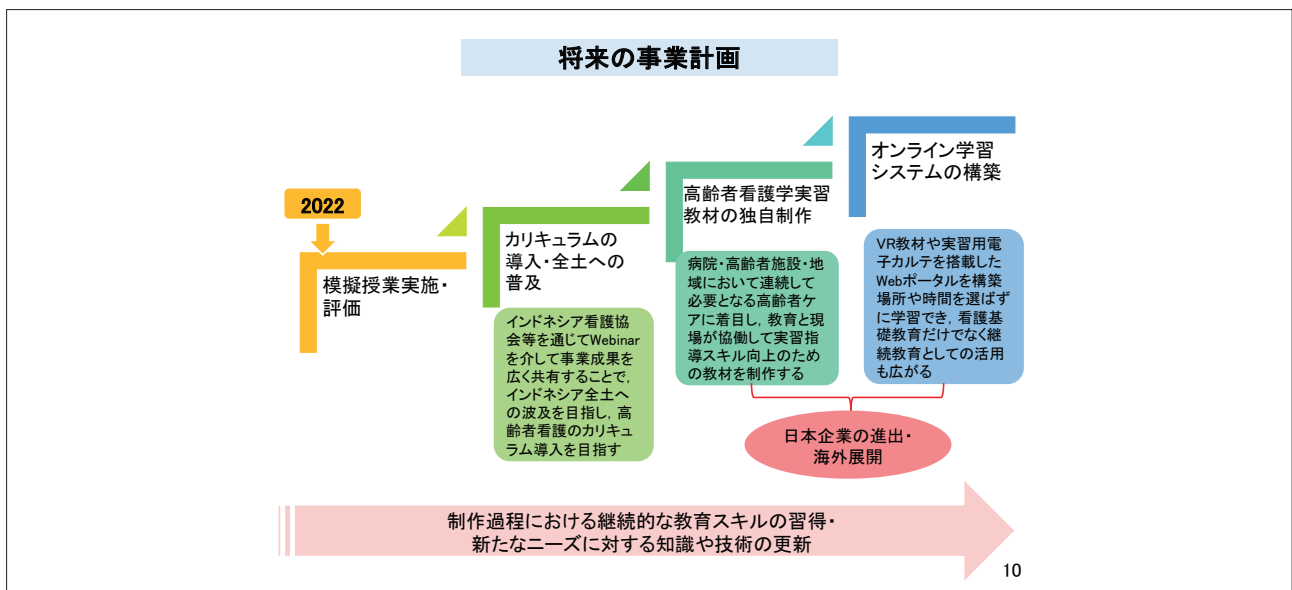 将来の事業計画
2022
模擬授業実施・
評価
カリキュラムの
導入・全土への
普及
インドネシア看護協
会等を通じてWebinar
を介して事業成果を
広く共有することで，
インドネシア全土へ
の波及を目指し，高
齢者看護のカリキュ
ラム導入を目指す
高齢者看護学実習
教材の独自制作
病院・高齢者施設・地
域において連続して
必要となる高齢者ケ
アに着目し，教育と現
場が協働して実習指
導スキル向上のため
の教材を制作する
オンライン学習
システムの構築
VR教材や実習用電
子カルテを搭載した
Webポータルを構築
場所や時間を選ばず
に学習でき，看護基
礎教育だけでなく継
続教育としての活用
も広がる
日本企業の進出・
海外展開
制作過程における継続的な教育スキルの習得・
新たなニーズに対する知識や技術の更新
10